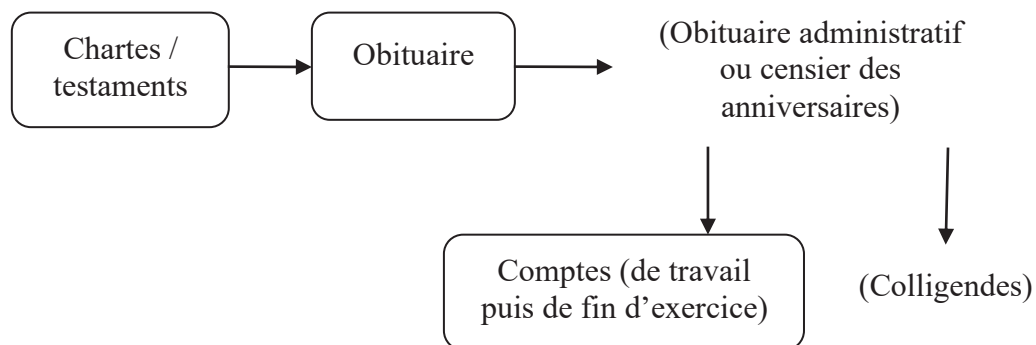 Chartes /
testaments
Obituaire
(Obituaire administratif
ou censier des
anniversaires)
Comptes (de travail
puis de fin d’exercice)
(Colligendes)